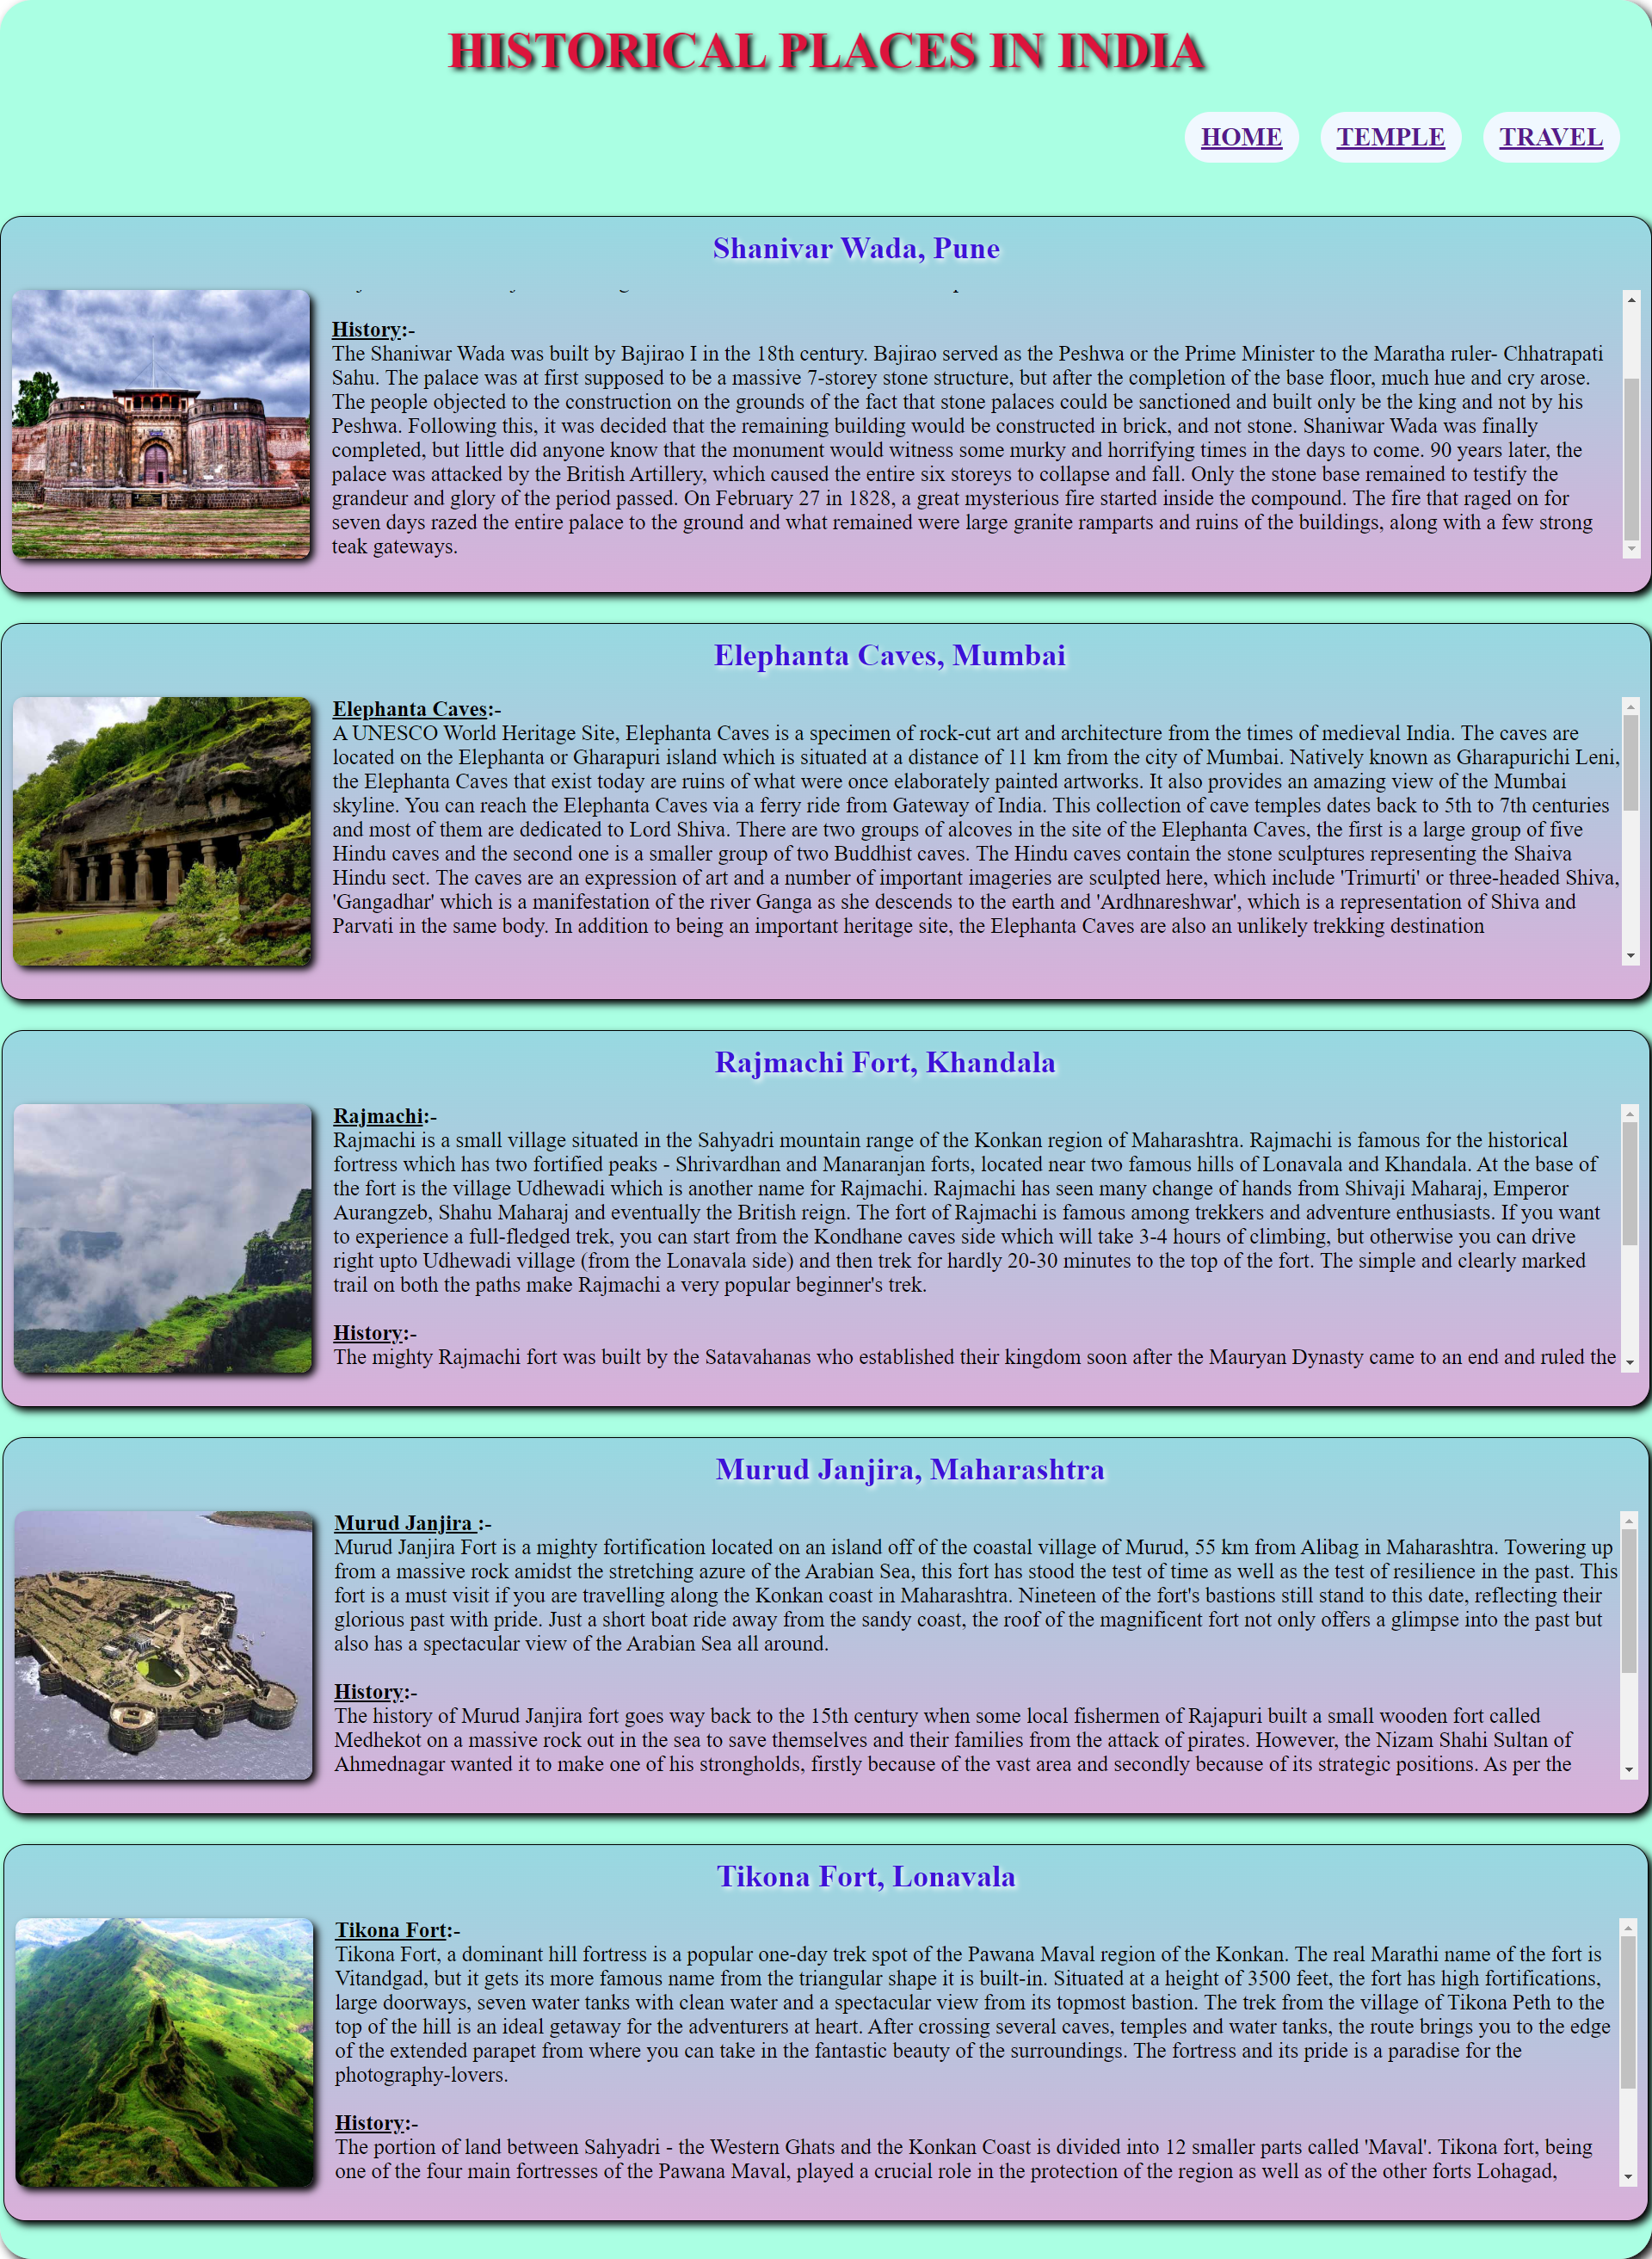 HISTORICAL PLACES IN INDIA
HOME TEMPLE TRAVEL
Shanivar Wada, Pune
History:-
The Shaniwar Wada was built by Bajirao I in the 18th century. Bajirao served as the Peshwa or the Prime Minister to the Maratha ruler- Chhatrapati
Sahu. The palace was at first supposed to be a massive 7-storey stone structure, but after the completion of the base floor, much hue and cry arose.
The people objected to the construction on the grounds of the fact that stone palaces could be sanctioned and built only be the king and not by his
Peshwa. Following this, it was decided that the remaining building would be constructed in brick, and not stone. Shaniwar Wada was finally
completed, but little did anyone know that the monument would witness some murky and horrifying times in the days to come. 90 years later, the
palace was attacked by the British Artillery, which caused the entire six storeys to collapse and fall. Only the stone base remained to testify the
grandeur and glory of the period passed. On February 27 in 1828, a great mysterious fire started inside the compound. The fire that raged on for
seven days razed the entire palace to the ground and what remained were large granite ramparts and ruins of the buildings, along with a few strong
teak gateways.
Elephanta Caves, Mumbai
Elephanta Caves:-
A UNESCO World Heritage Site, Elephanta Caves is a specimen of rock-cut art and architecture from the times of medieval India. The caves are
located on the Elephanta or Gharapuri island which is situated at a distance of 11 km from the city of Mumbai. Natively known as Gharapurichi Leni,
the Elephanta Caves that exist today are ruins of what were once elaborately painted artworks. It also provides an amazing view of the Mumbai
skyline. You can reach the Elephanta Caves via a ferry ride from Gateway of India. This collection of cave temples dates back to 5th to 7th centuries
and most of them are dedicated to Lord Shiva. There are two groups of alcoves in the site of the Elephanta Caves, the first is a large group of five
Hindu caves and the second one is a smaller group of two Buddhist caves. The Hindu caves contain the stone sculptures representing the Shaiva
Hindu sect. The caves are an expression of art and a number of important imageries are sculpted here, which include 'Trimurti' or three-headed Shiva,
'Gangadhar' which is a manifestation of the river Ganga as she descends to the earth and 'Ardhnareshwar', which is a representation of Shiva and
Parvati in the same body. In addition to being an important heritage site, the Elephanta Caves are also an unlikely trekking destination
Rajmachi Fort, Khandala
Rajmachi:-
Rajmachi is a small village situated in the Sahyadri mountain range of the Konkan region of Maharashtra. Rajmachi is famous for the historical
fortress which has two fortified peaks - Shrivardhan and Manaranjan forts, located near two famous hills of Lonavala and Khandala. At the base of
the fort is the village Udhewadi which is another name for Rajmachi. Rajmachi has seen many change of hands from Shivaji Maharaj, Emperor
Aurangzeb, Shahu Maharaj and eventually the British reign. The fort of Rajmachi is famous among trekkers and adventure enthusiasts. If you want
to experience a full-fledged trek, you can start from the Kondhane caves side which will take 3-4 hours of climbing, but otherwise you can drive
right upto Udhewadi village (from the Lonavala side) and then trek for hardly 20-30 minutes to the top of the fort. The simple and clearly marked
trail on both the paths make Rajmachi a very popular beginner's trek.
History:-
The mighty Rajmachi fort was built by the Satavahanas who established their kingdom soon after the Mauryan Dynasty came to an end and ruled the
Murud Janjira, Maharashtra
Murud Janjira :-
Murud Janjira Fort is a mighty fortification located on an island off of the coastal village of Murud, 55 km from Alibag in Maharashtra. Towering up
from a massive rock amidst the stretching azure of the Arabian Sea, this fort has stood the test of time as well as the test of resilience in the past. This
fort is a must visit if you are travelling along the Konkan coast in Maharashtra. Nineteen of the fort's bastions still stand to this date, reflecting their
glorious past with pride. Just a short boat ride away from the sandy coast, the roof of the magnificent fort not only offers a glimpse into the past but
also has a spectacular view of the Arabian Sea all around.
History:-
The history of Murud Janjira fort goes way back to the 15th century when some local fishermen of Rajapuri built a small wooden fort called
Medhekot on a massive rock out in the sea to save themselves and their families from the attack of pirates. However, the Nizam Shahi Sultan of
Ahmednagar wanted it to make one of his strongholds, firstly because of the vast area and secondly because of its strategic positions. As per the
Tikona Fort, Lonavala
Tikona Fort:-
Tikona Fort, a dominant hill fortress is a popular one-day trek spot of the Pawana Maval region of the Konkan. The real Marathi name of the fort is
Vitandgad, but it gets its more famous name from the triangular shape it is built-in. Situated at a height of 3500 feet, the fort has high fortifications,
large doorways, seven water tanks with clean water and a spectacular view from its topmost bastion. The trek from the village of Tikona Peth to the
top of the hill is an ideal getaway for the adventurers at heart. After crossing several caves, temples and water tanks, the route brings you to the edge
of the extended parapet from where you can take in the fantastic beauty of the surroundings. The fortress and its pride is a paradise for the
photography-lovers.
History:-
The portion of land between Sahyadri - the Western Ghats and the Konkan Coast is divided into 12 smaller parts called 'Maval'. Tikona fort, being
one of the four main fortresses of the Pawana Maval, played a crucial role in the protection of the region as well as of the other forts Lohagad,